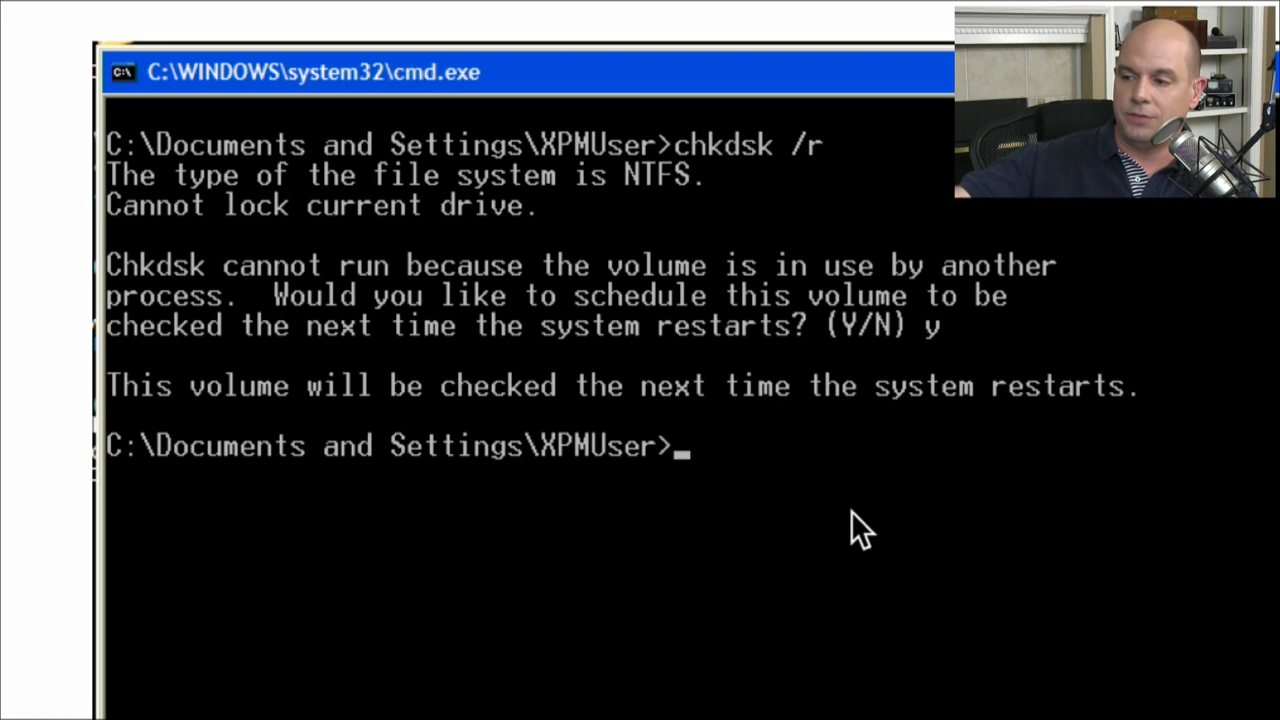 C:\WINDOWS\system32\cmd.exe
C:\Documents and Settings\XPMUser>chkdsk /r
The type of the file system is NTFS.
Cannot lock current drive.
Chkdsk cannot run because the volume is in use by another
process.  Would you like to schedule this volume to be
checked the next time the system restarts? (Y/N) y
This volume will be checked the next time the system restarts.
C:\Documents and Settings\XPMUser>